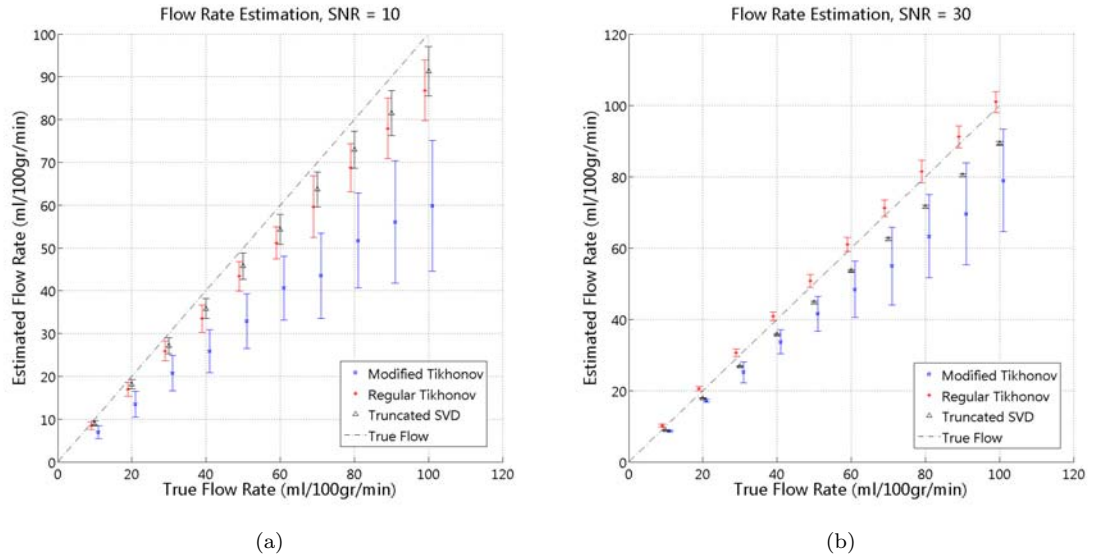 Flow Rate Estimation, SNR = 10
100
90
80
70
60
50
40
30
20
10
0
0 20 40 60 80 100 120
Estimated Flow Rate (ml/100gr/min)
True Flow Rate (ml/100gr/min)
Modified Tikhonov
Regular Tikhonov
Truncated SVD
True Flow
(a)
Flow Rate Estimation, SNR = 30
120
100
80
60
40
20
0
0 20 40 60 80 100 120
Estimated Flow Rate (ml/100gr/min)
True Flow Rate (ml/100gr/min)
Modified Tikhonov
Regular Tikhonov
Truncated SVD
True Flow
(b)